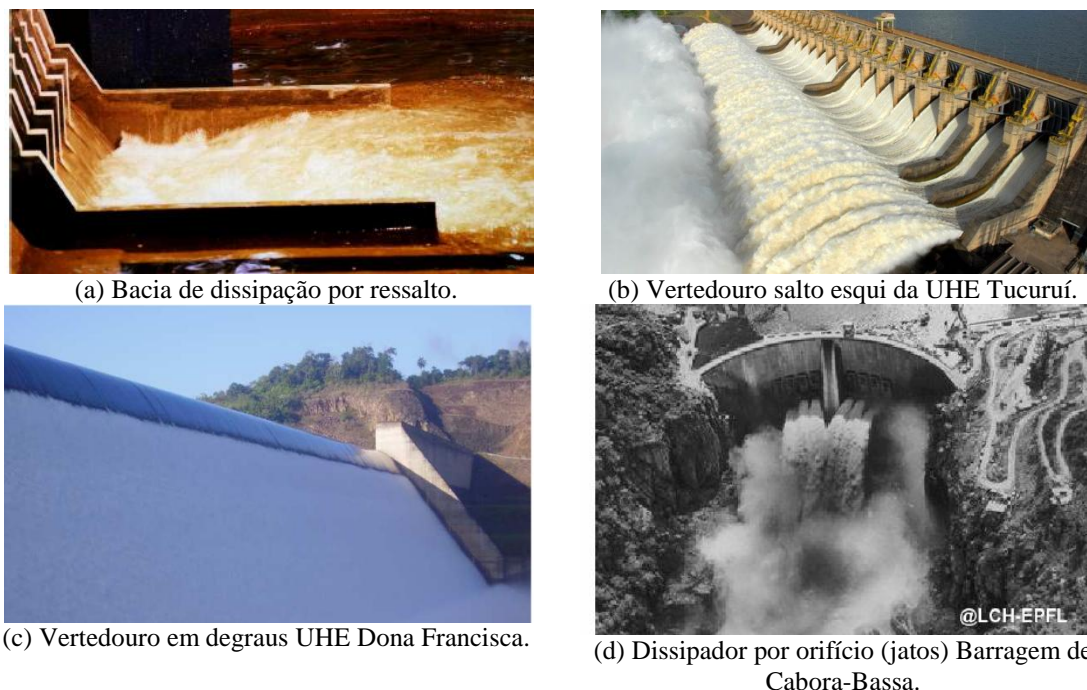 (a) Bacia de dissipação por ressalto.
(b) Vertedouro salto esqui da UHE Tucuruí.
(c) Vertedouro em degraus UHE Dona Francisca.
@LCH-EPFL
(d) Dissipador por orifício (jatos) Barragem de
Cabora-Bassa.